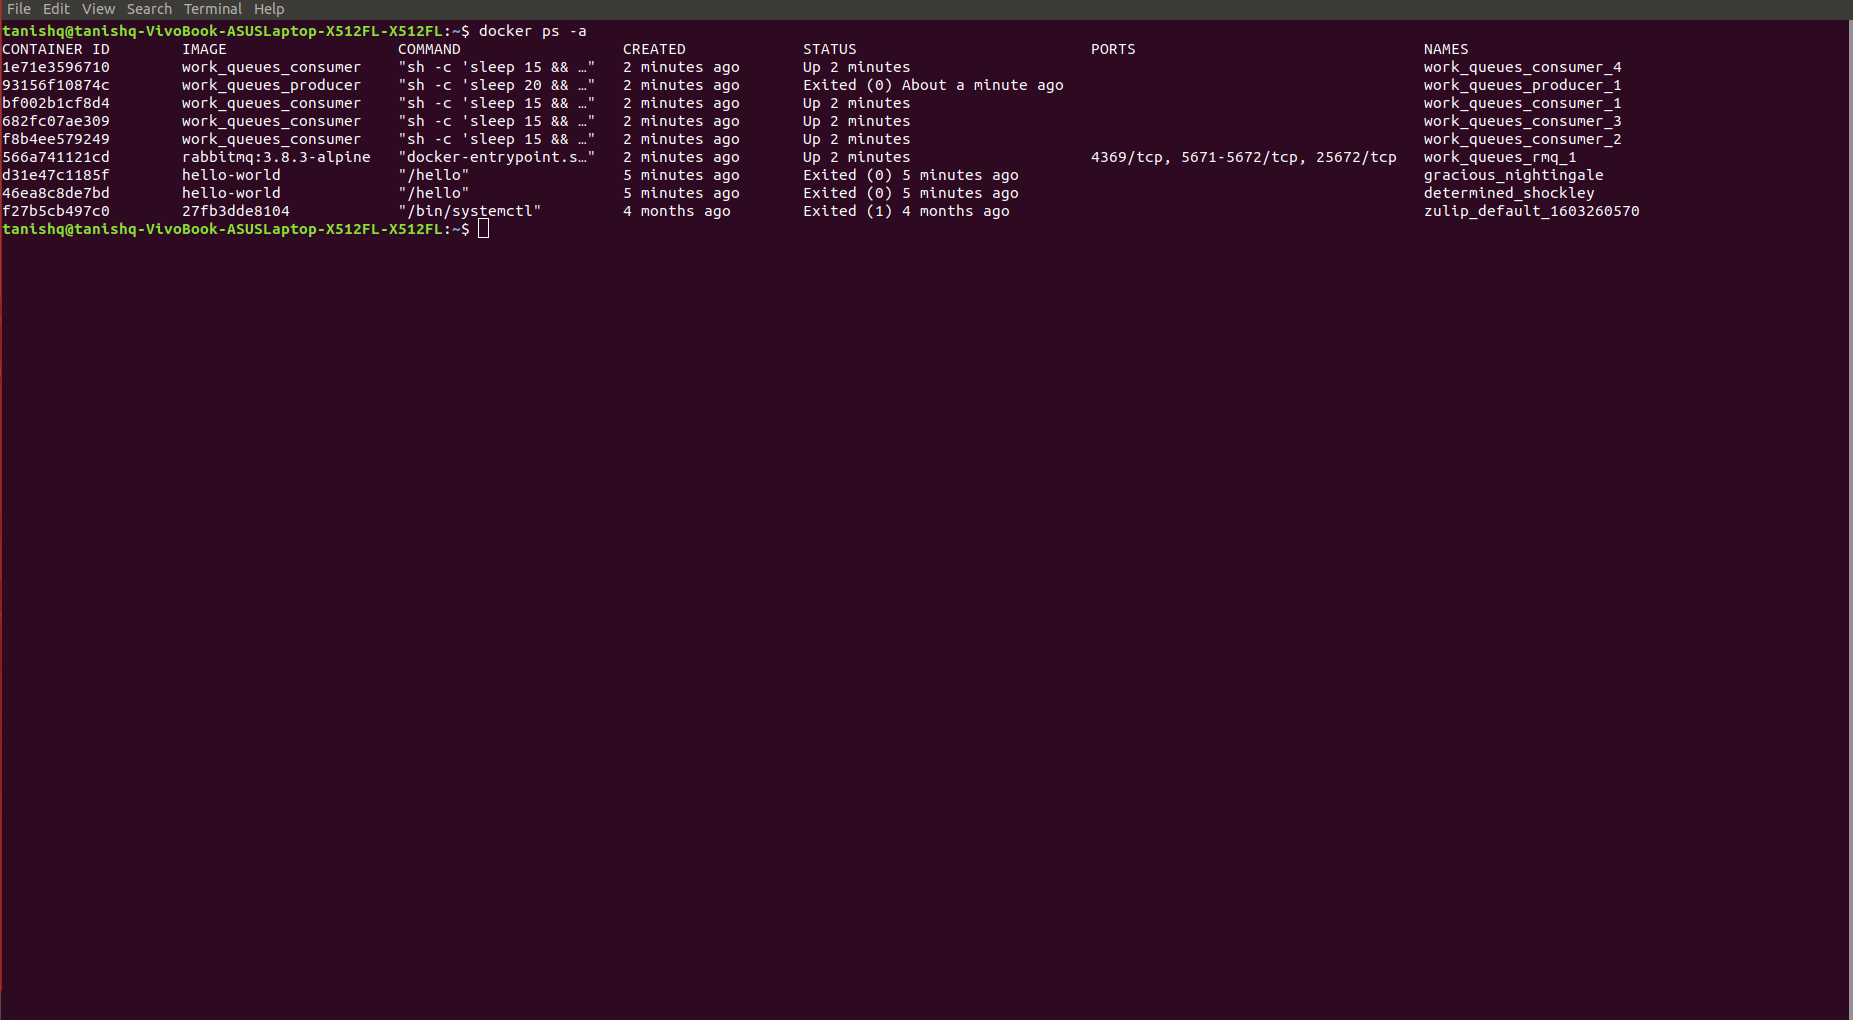 File Edit View Search Terminal Help
tanishq@tanishq-VivoBook-ASUSLaptop-X512FL-X512FL:~$ docker ps -a
CONTAINER ID IMAGE COMMAND CREATED STATUS PORTS NAMES
1e71e3596710 work_queues_consumer "sh -c 'sleep 15 && …" 2 minutes ago Up 2 minutes work_queues_consumer_4
93156f10874c work_queues_producer "sh -c 'sleep 20 && …" 2 minutes ago Exited (0) About a minute ago work_queues_producer_1
bf002b1cf8d4 work_queues_consumer "sh -c 'sleep 15 && …" 2 minutes ago Up 2 minutes work_queues_consumer_1
682fc07ae309 work_queues_consumer "sh -c 'sleep 15 && …" 2 minutes ago Up 2 minutes work_queues_consumer_3
f8b4ee579249 work_queues_consumer "sh -c 'sleep 15 && …" 2 minutes ago Up 2 minutes work_queues_consumer_2
566a741121cd rabbitmq:3.8.3-alpine "docker-entrypoint.s…" 2 minutes ago Up 2 minutes 4369/tcp, 5671-5672/tcp, 25672/tcp work_queues_rmq_1
d31e47c1185f hello-world "/hello" 5 minutes ago Exited (0) 5 minutes ago gracious_nightingale
46ea8c8de7bd hello-world "/hello" 5 minutes ago Exited (0) 5 minutes ago determined_shockley
f27b5cb497c0 27fb3dde8104 "/bin/systemctl" 4 months ago Exited (1) 4 months ago zulip_default_1603260570
tanishq@tanishq-VivoBook-ASUSLaptop-X512FL-X512FL:~$